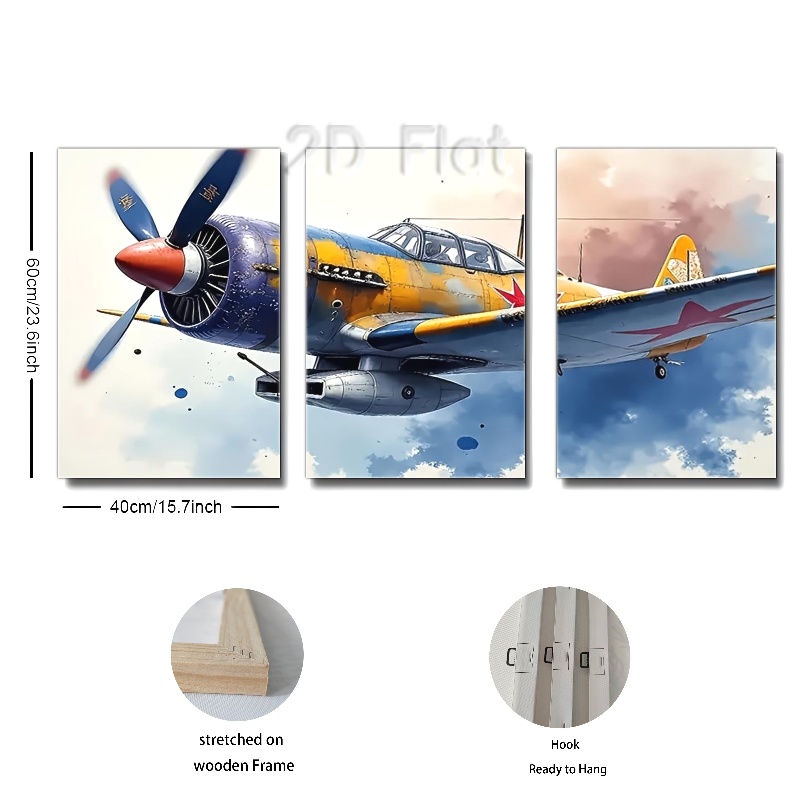 2D Flat
60cm/23.6inch
40cm/15.7inch
stretched on
wooden Frame
Hook
Ready to Hang